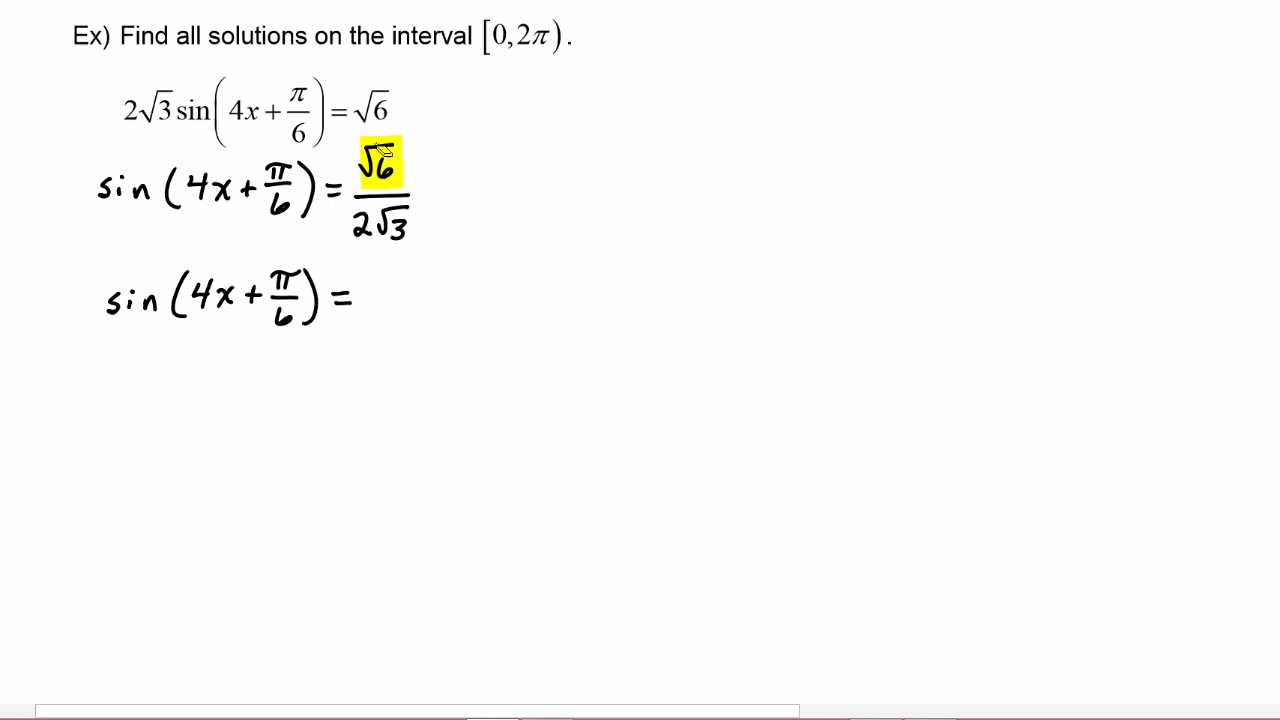 Ex) Find all solutions on the interval [0, 2π).
2√3 sin(4x + π/6) = √6
sin(4x + π/6) = √6/2√3
sin(4x + π/6) =